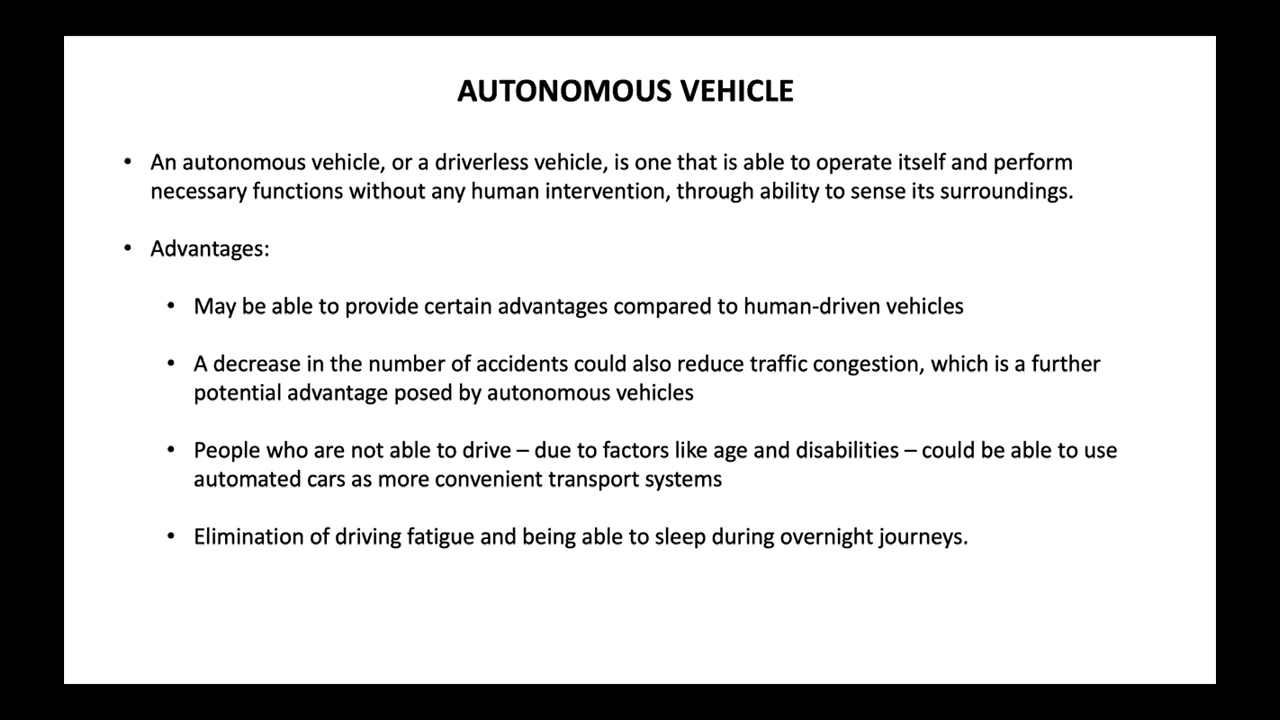 AUTONOMOUS VEHICLE
• An autonomous vehicle, or a driverless vehicle, is one that is able to operate itself and perform
necessary functions without any human intervention, through ability to sense its surroundings.
• Advantages:
• May be able to provide certain advantages compared to human-driven vehicles
• A decrease in the number of accidents could also reduce traffic congestion, which is a further
potential advantage posed by autonomous vehicles
• People who are not able to drive – due to factors like age and disabilities – could be able to use
automated cars as more convenient transport systems
• Elimination of driving fatigue and being able to sleep during overnight journeys.